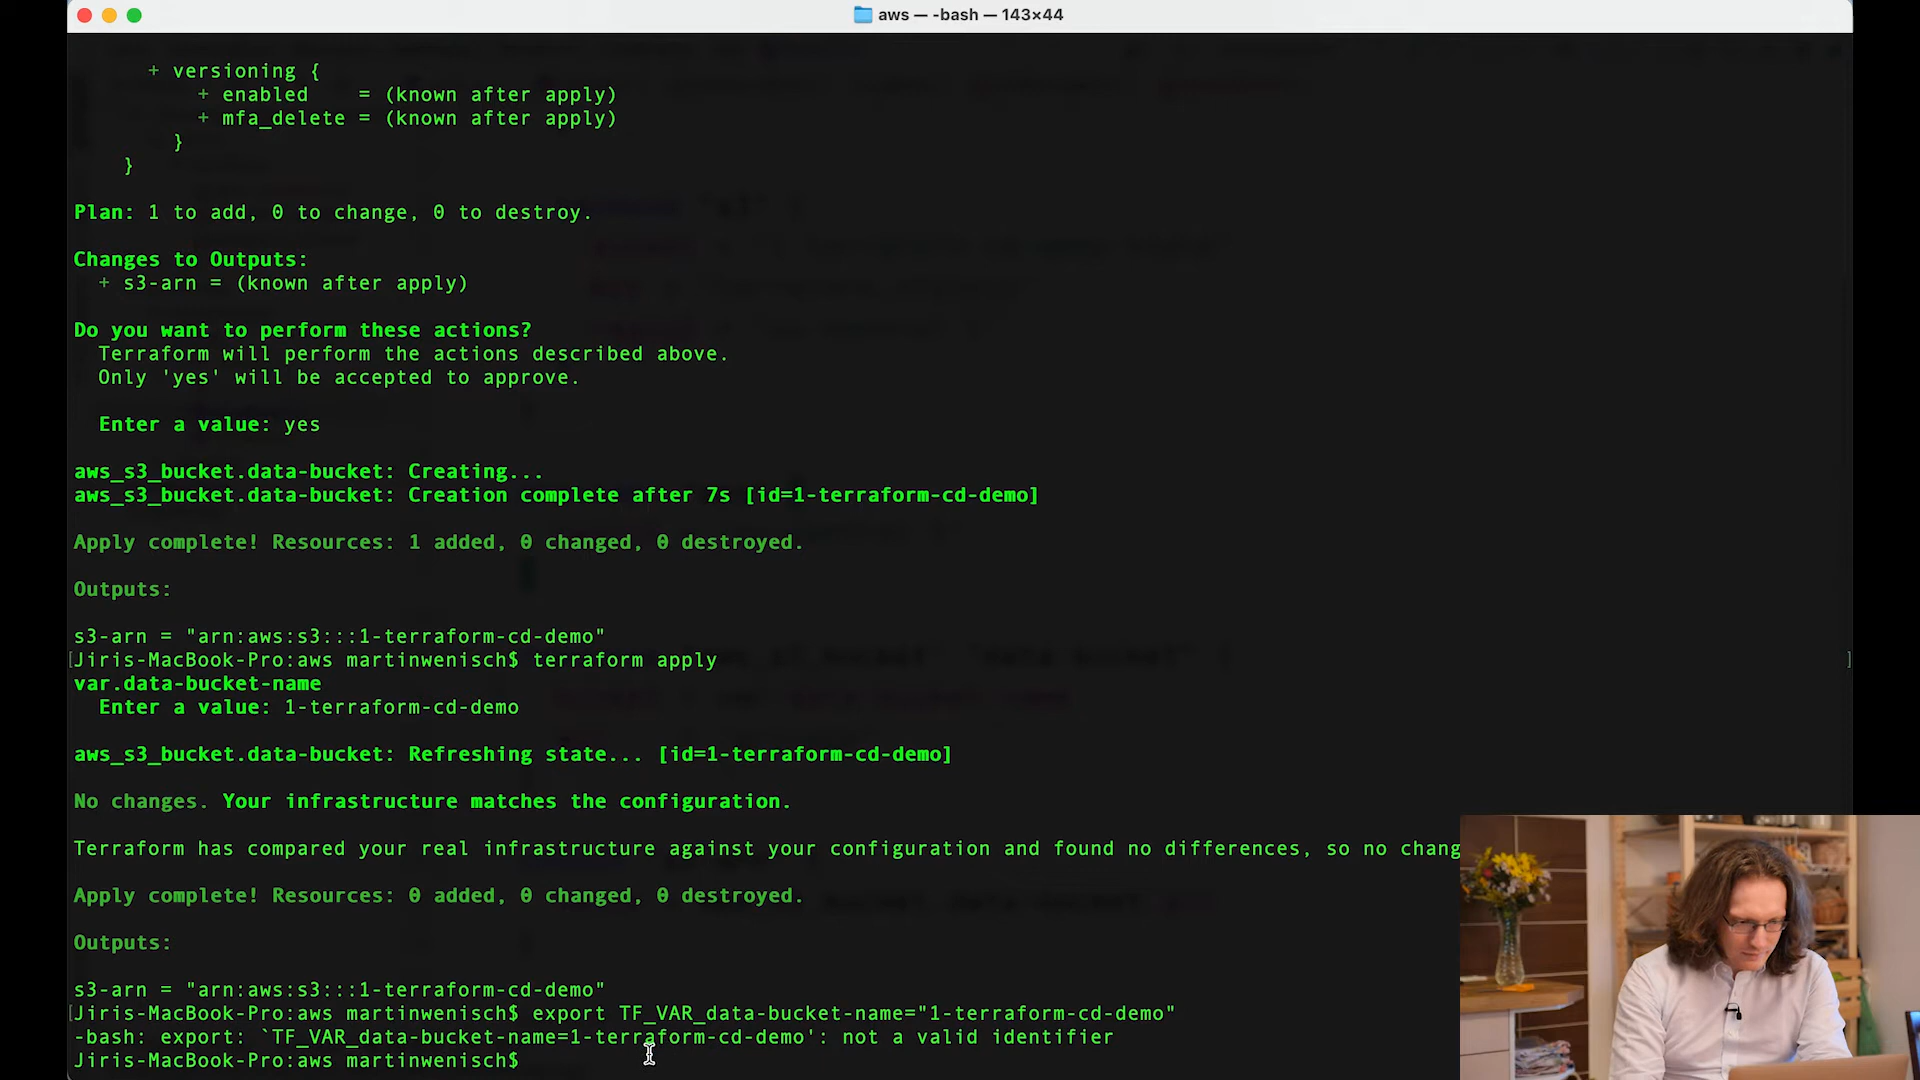 aws — -bash — 143×44
+ versioning {
+ enabled    = (known after apply)
+ mfa_delete = (known after apply)
}
}
Plan: 1 to add, 0 to change, 0 to destroy.
Changes to Outputs:
+ s3-arn = (known after apply)
Do you want to perform these actions?
Terraform will perform the actions described above.
Only 'yes' will be accepted to approve.
Enter a value: yes
aws_s3_bucket.data-bucket: Creating...
aws_s3_bucket.data-bucket: Creation complete after 7s [id=1-terraform-cd-demo]
Apply complete! Resources: 1 added, 0 changed, 0 destroyed.
Outputs:
s3-arn = "arn:aws:s3:::1-terraform-cd-demo"
[Jiris-MacBook-Pro:aws martinwenisch$ terraform apply ]
var.data-bucket-name
Enter a value: 1-terraform-cd-demo
aws_s3_bucket.data-bucket: Refreshing state... [id=1-terraform-cd-demo]
No changes. Your infrastructure matches the configuration.
Terraform has compared your real infrastructure against your configuration and found no differences, so no chang
Apply complete! Resources: 0 added, 0 changed, 0 destroyed.
Outputs:
s3-arn = "arn:aws:s3:::1-terraform-cd-demo"
[Jiris-MacBook-Pro:aws martinwenisch$ export TF_VAR_data-bucket-name="1-terraform-cd-demo"
-bash: export: `TF_VAR_data-bucket-name=1-terraform-cd-demo': not a valid identifier
Jiris-MacBook-Pro:aws martinwenisch$